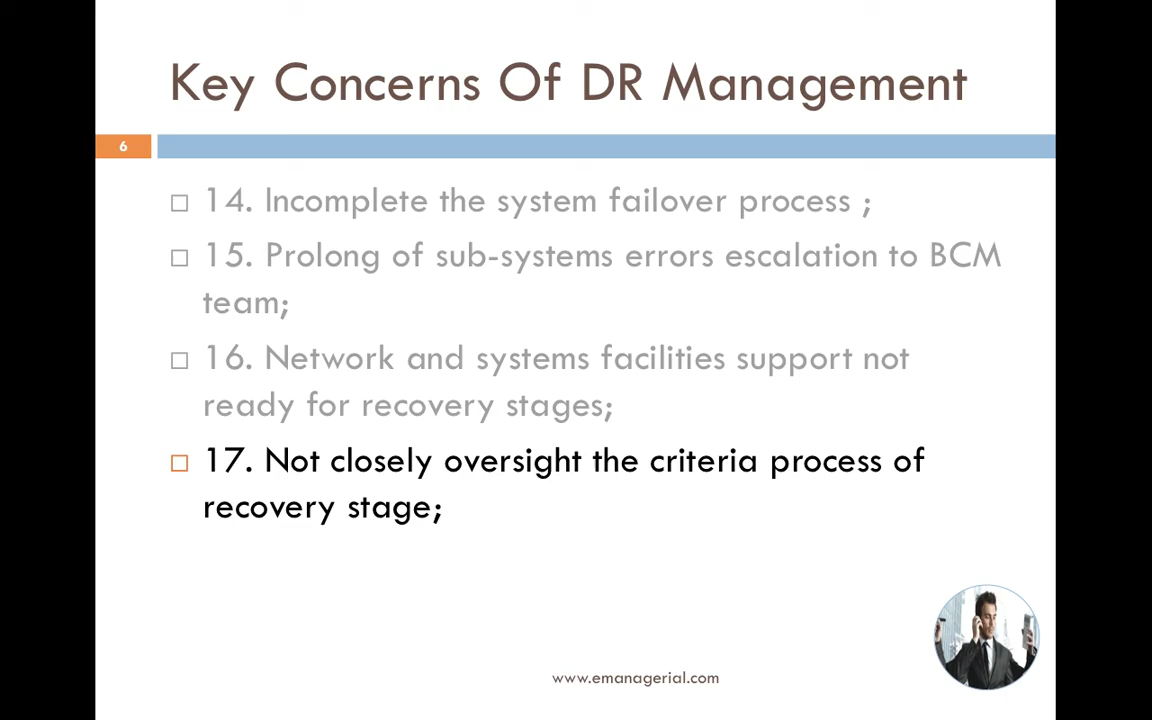 Key Concerns Of DR Management
6
14. Incomplete the system failover process ;
15. Prolong of sub-systems errors escalation to BCM
team;
16. Network and systems facilities support not
ready for recovery stages;
17. Not closely oversight the criteria process of
recovery stage;
www.emanagerial.com